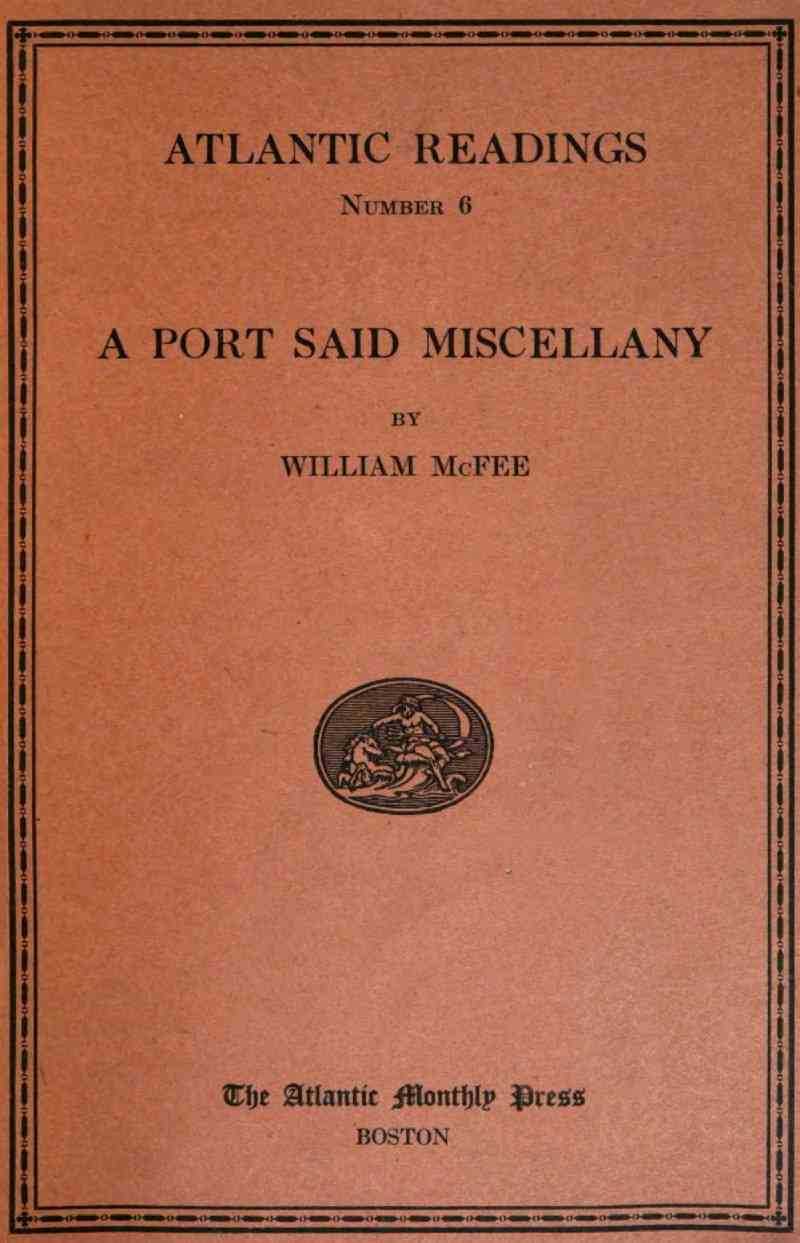 ATLANTIC READINGS
NUMBER 6
A PORT SAID MISCELLANY
BY
WILLIAM McFEE
The Atlantic Monthly Press
BOSTON